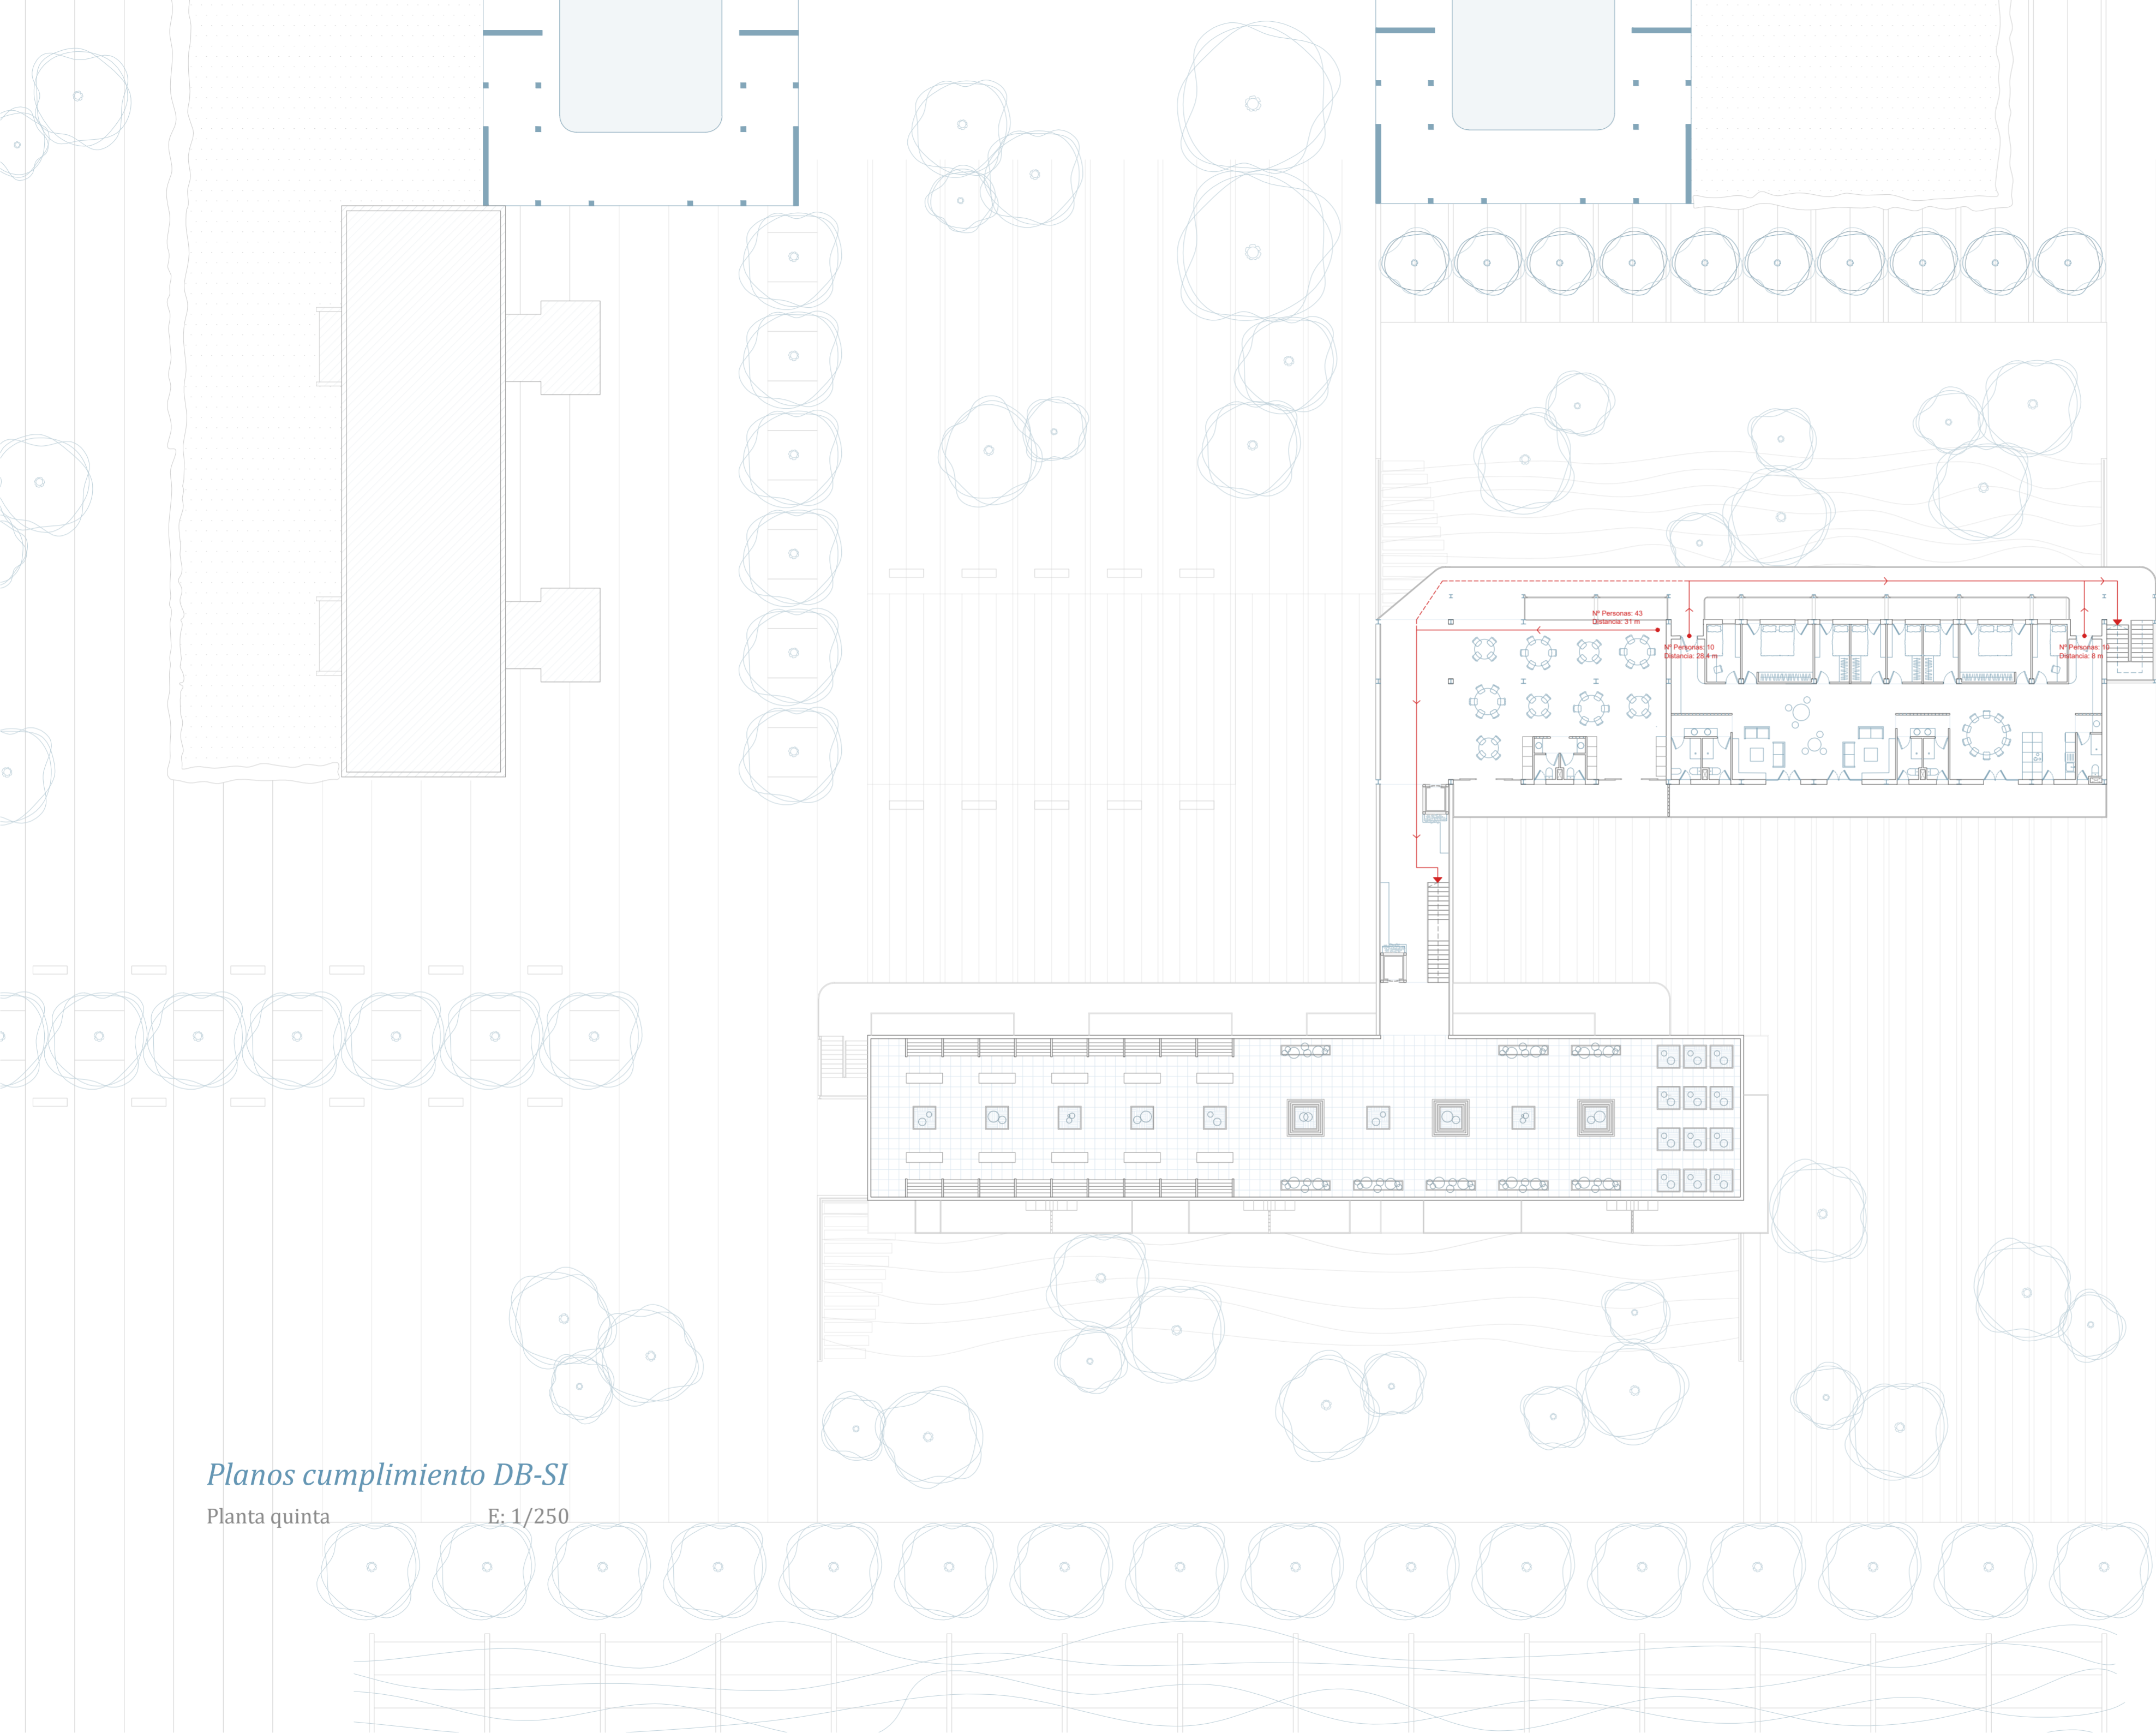 Nº Personas: 43
Distancia: 31 m
Nº Personas: 10
Distancia: 28,4 m
Nº Personas: 10
Distancia: 8 m
Planos cumplimiento DB-SI
Planta quinta E: 1/250